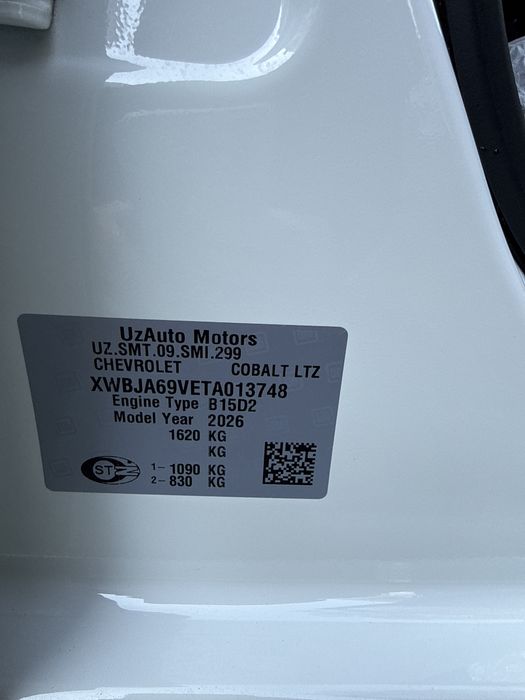 UzAuto Motors
UZ.SMT.09.SMI.299
CHEVROLET COBALT LTZ
XWBJA69VETA013748
Engine Type B15D2
Model Year 2026
1620 KG
KG
1- 1090 KG
2- 830 KG